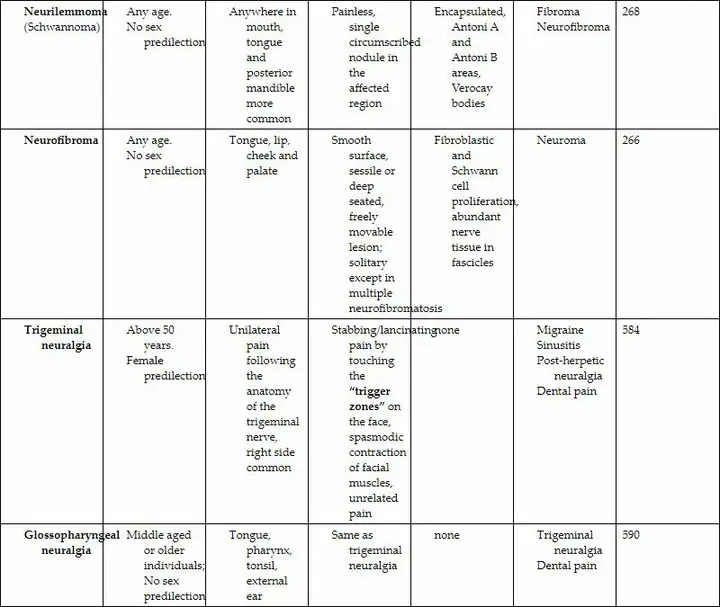 Neurilemmoma
(Schwannoma)
Any age.
No sex
predilection
Anywhere in
mouth,
tongue
and
posterior
mandible
more
common
Painless,
single
circumscribed
nodule in
the
affected
region
Encapsulated,
Antoni A
and
Antoni B
areas,
Verocay
bodies
Fibroma
Neurofibroma
268
Neurofibroma
Any age.
No sex
predilection
Tongue, lip,
cheek and
palate
Smooth
surface,
sessile or
deep
seated,
freely
movable
lesion;
solitary
except in
multiple
neurofibromatosis
Fibroblastic
and
Schwann
cell
proliferation,
abundant
nerve
tissue in
fascicles
Neuroma
266
Trigeminal
neuralgia
Above 50
years.
Female
predilection
Unilateral
pain
following
the
anatomy
of the
trigeminal
nerve,
right side
common
Stabbing/lancinating
pain by
touching
the
“trigger
zones” on
the face,
spasmodic
contraction
of facial
muscles,
unrelated
pain
none
Migraine
Sinusitis
Post-herpetic
neuralgia
Dental pain
584
Glossopharyngeal
neuralgia
Middle aged
or older
individuals;
No sex
predilection
Tongue,
pharynx,
tonsil,
external
ear
Same as
trigeminal
neuralgia
none
Trigeminal
neuralgia
Dental pain
590